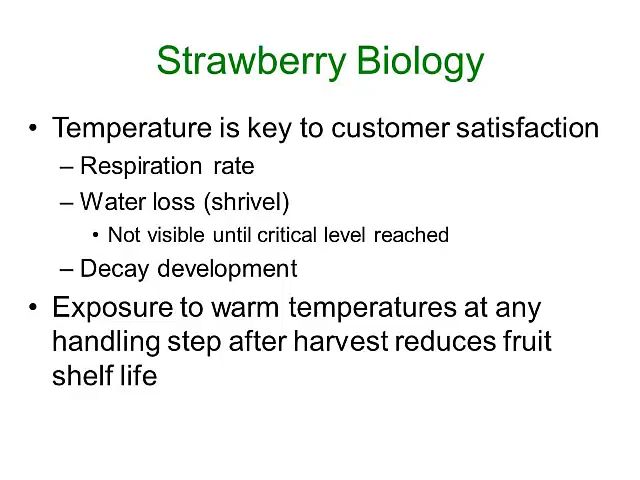 Strawberry Biology
• Temperature is key to customer satisfaction
– Respiration rate
– Water loss (shrivel)
• Not visible until critical level reached
– Decay development
• Exposure to warm temperatures at any
handling step after harvest reduces fruit
shelf life